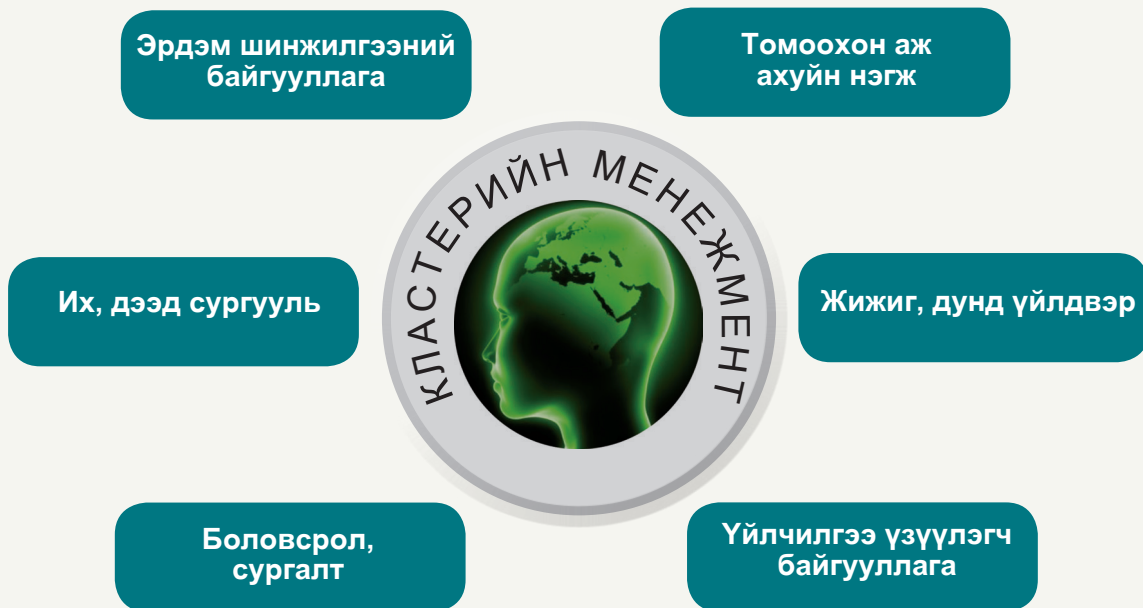 Эрдэм шинжилгээний
байгууллага
Томоохон аж
ахуйн нэгж
КЛАСТЕРИЙН МЕНЕЖМЕНТ
Их, дээд сургууль
Жижиг, дунд үйлдвэр
Боловсрол,
сургалт
Үйлчилгээ үзүүлэгч
байгууллага